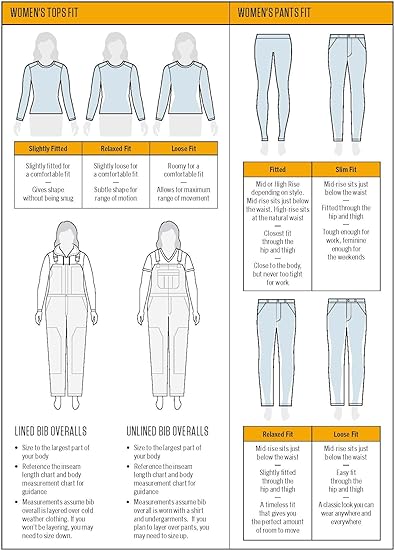 WOMEN'S TOPS FIT
Slightly Fitted
Relaxed Fit
Loose Fit
Slightly fitted for
a comfortable fit
Gives shape
without being snug.
Slightly loose for
a comfortable fit
Subtle shape for
range of motion
Roomy for a
comfortable fit
Allows for maximum
range of movement
LINED BIB OVERALLS
• Size to the largest part of
your body
• Reference the inseam
length chart and body
measurement chart for
guidance
• Measurements assume bib
overall is layered over cold
weather clothing. If you
won't be layering, you may
need to size down.
UNLINED BIB OVERALLS
• Size to the largest part of
your body
• Reference the inseam
length chart and body
measurement chart for
guidance
• Measurements assume bib
overall is worn with a shirt
and undergarments. If you
plan to layer over pants, you
may need to size up.
WOMEN'S PANTS FIT
Fitted
Slim Fit
Mid or High Rise
depending on style.
Mid-rise sits just below
the waist. High-rise sits
at the natural waist
Closest fit
through the
hip and thigh
Close to the body,
but never too tight
for work.
Mid-rise sits just below
the waist
Fitted through the
hip and thigh
Tough enough for
work, feminine
enough for
the weekends
Relaxed Fit
Loose Fit
Mid-rise sits just
below the waist
Slightly fitted
through the
hip and thigh
A timeless fit
that gives you
the perfect amount
of room to move
Mid-rise sits just
below the waist
Easy fit
through the
hip and thigh
A classic look you can
wear anywhere and
everywhere